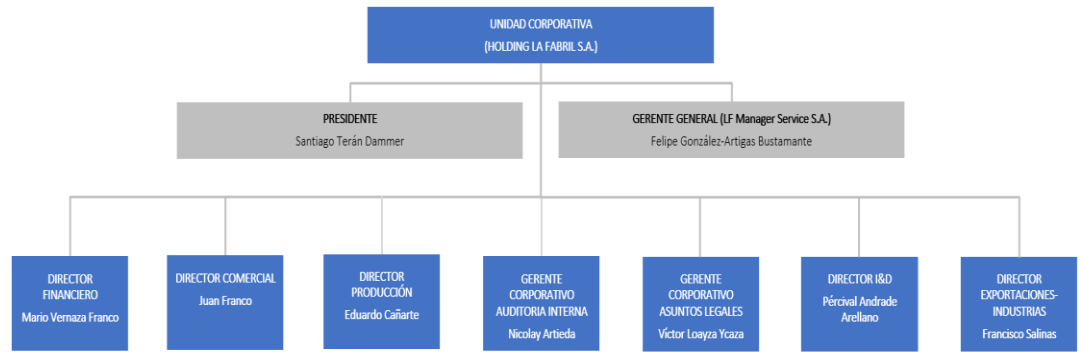 UNIDAD CORPORATIVA
(HOLDING LA FABRIL S.A.)
PRESIDENTE
Santiago Terán Dammer
GERENTE GENERAL (LF Manager Service S.A.)
Felipe González-Artigas Bustamante
DIRECTOR
FINANCIERO
Mario Vernaza Franco
DIRECTOR COMERCIAL
Juan Franco
DIRECTOR
PRODUCCIÓN
Eduardo Cañarte
GERENTE
CORPORATIVO
AUDITORIA INTERNA
Nicolay Artieda
GERENTE
CORPORATIVO
ASUNTOS LEGALES
Víctor Loayza Ycaza
DIRECTOR I&D
Pércival Andrade
Arellano
DIRECTOR
EXPORTACIONES-
INDUSTRIAS
Francisco Salinas